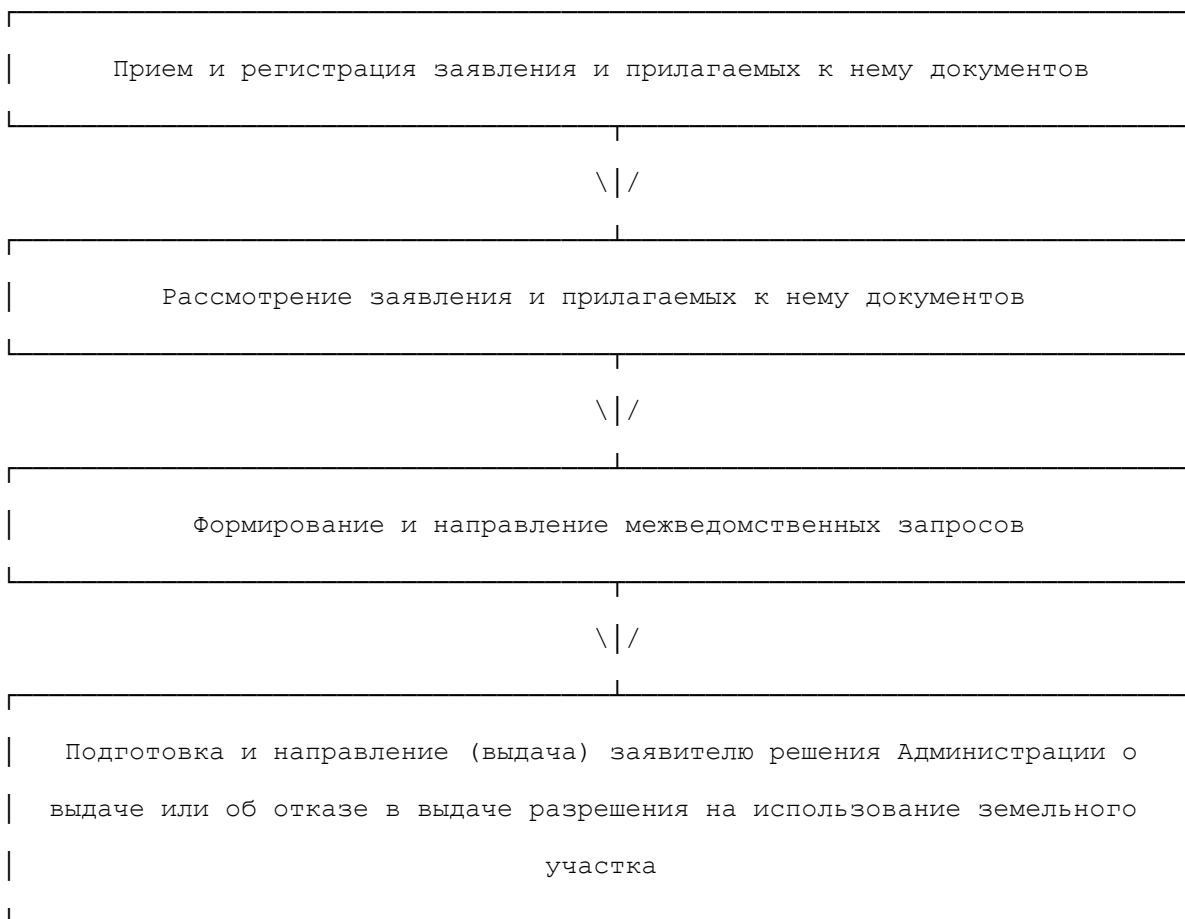 Прием и регистрация заявления и прилагаемых к нему документов
Рассмотрение заявления и прилагаемых к нему документов
Формирование и направление межведомственных запросов
Подготовка и направление (выдача) заявителю решения Администрации о
выдаче или об отказе в выдаче разрешения на использование земельного
участка